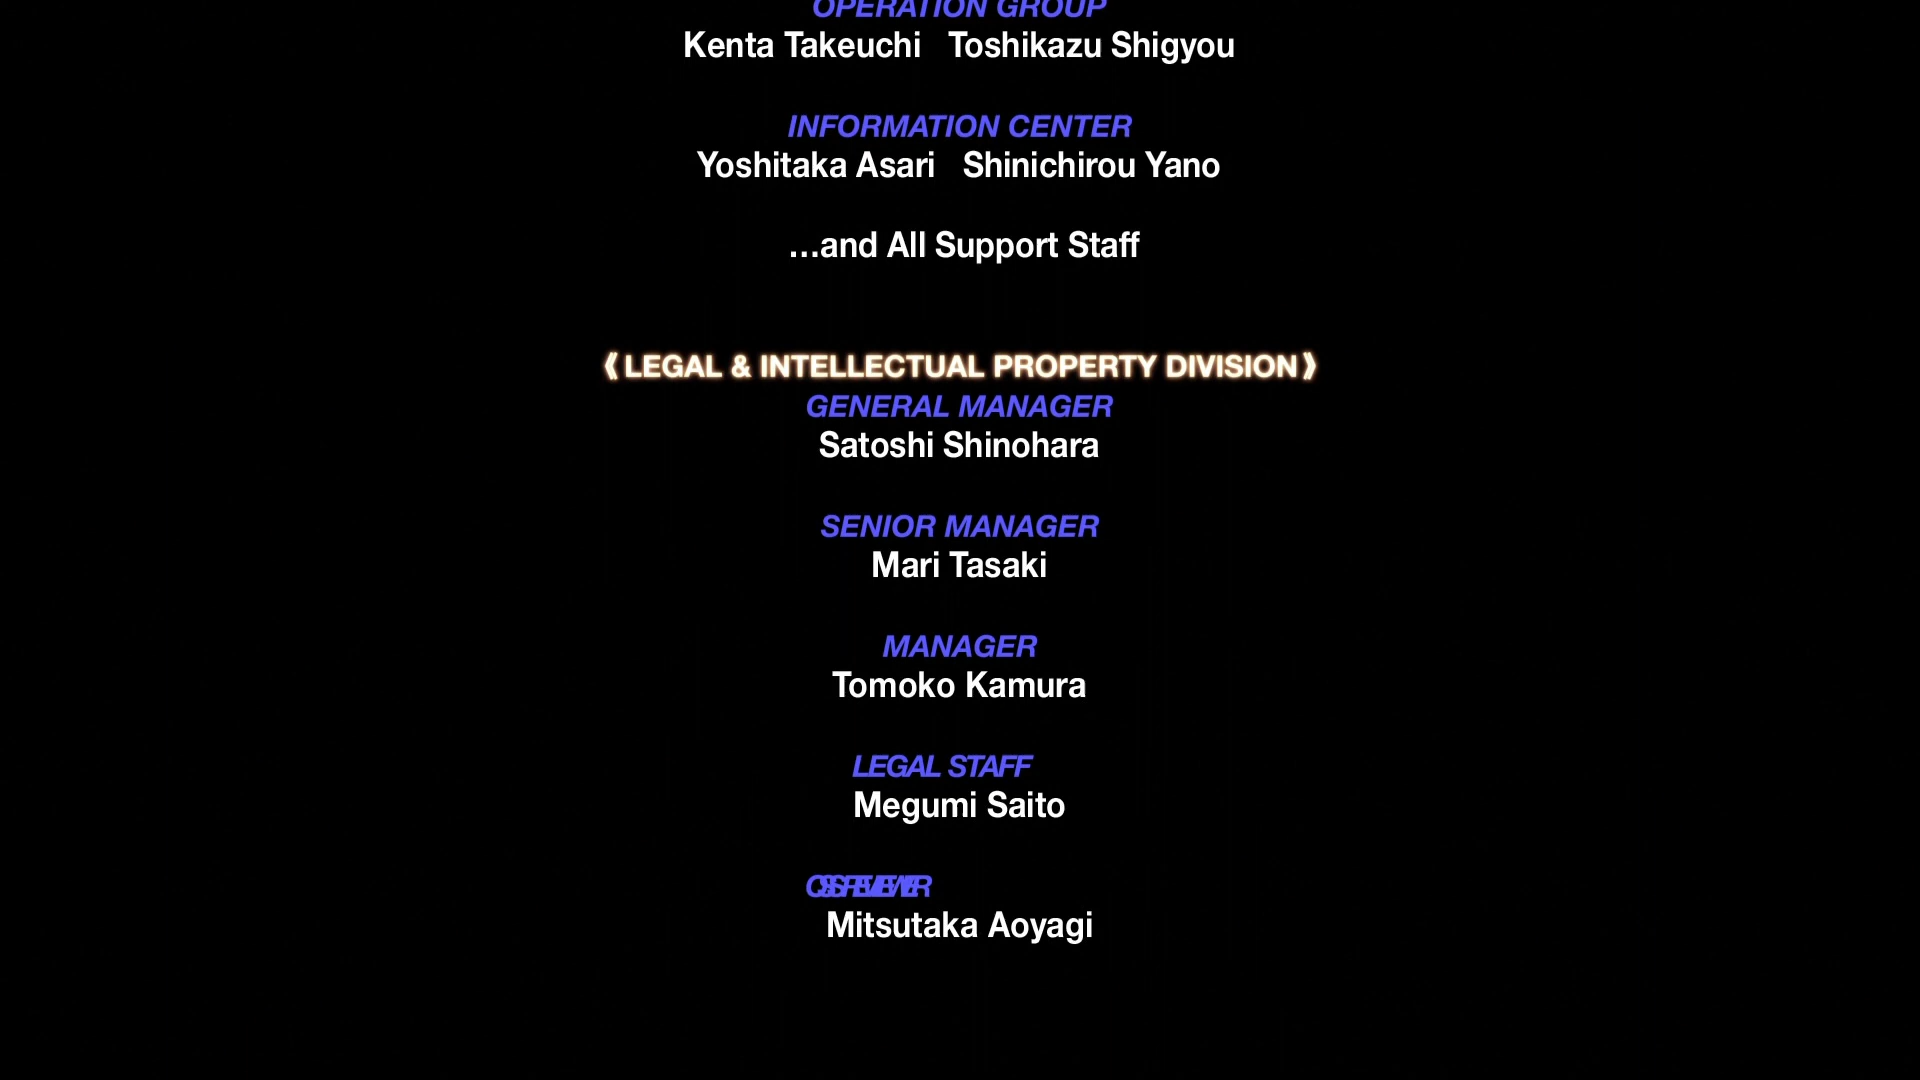 OPERATION GROUP
Kenta Takeuchi Toshikazu Shigyou
INFORMATION CENTER
Yoshitaka Asari Shinichirou Yano
...and All Support Staff
《LEGAL & INTELLECTUAL PROPERTY DIVISION》
GENERAL MANAGER
Satoshi Shinohara
SENIOR MANAGER
Mari Tasaki
MANAGER
Tomoko Kamura
LEGAL STAFF
Megumi Saito
Mitsutaka Aoyagi